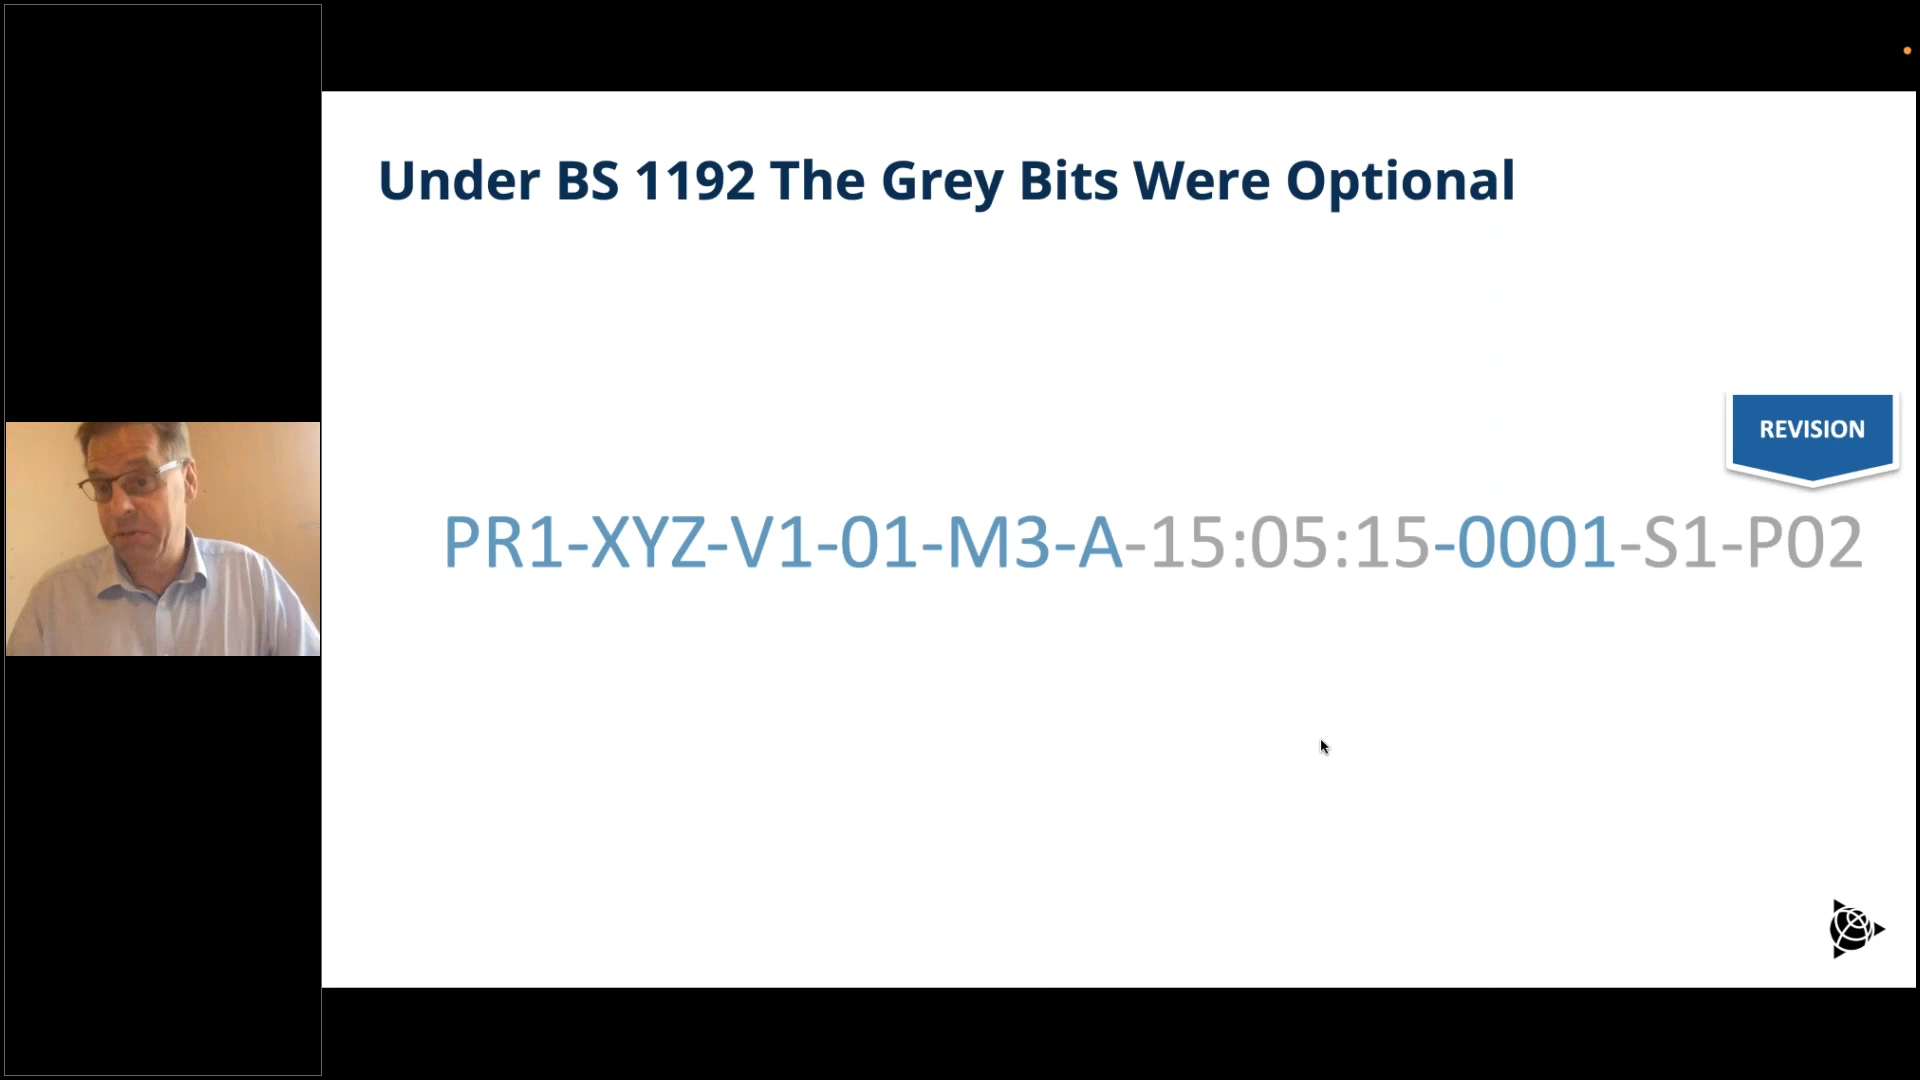 Under BS 1192 The Grey Bits Were Optional
REVISION
PR1-XYZ-V1-01-M3-A-15:05:15-0001-S1-P02